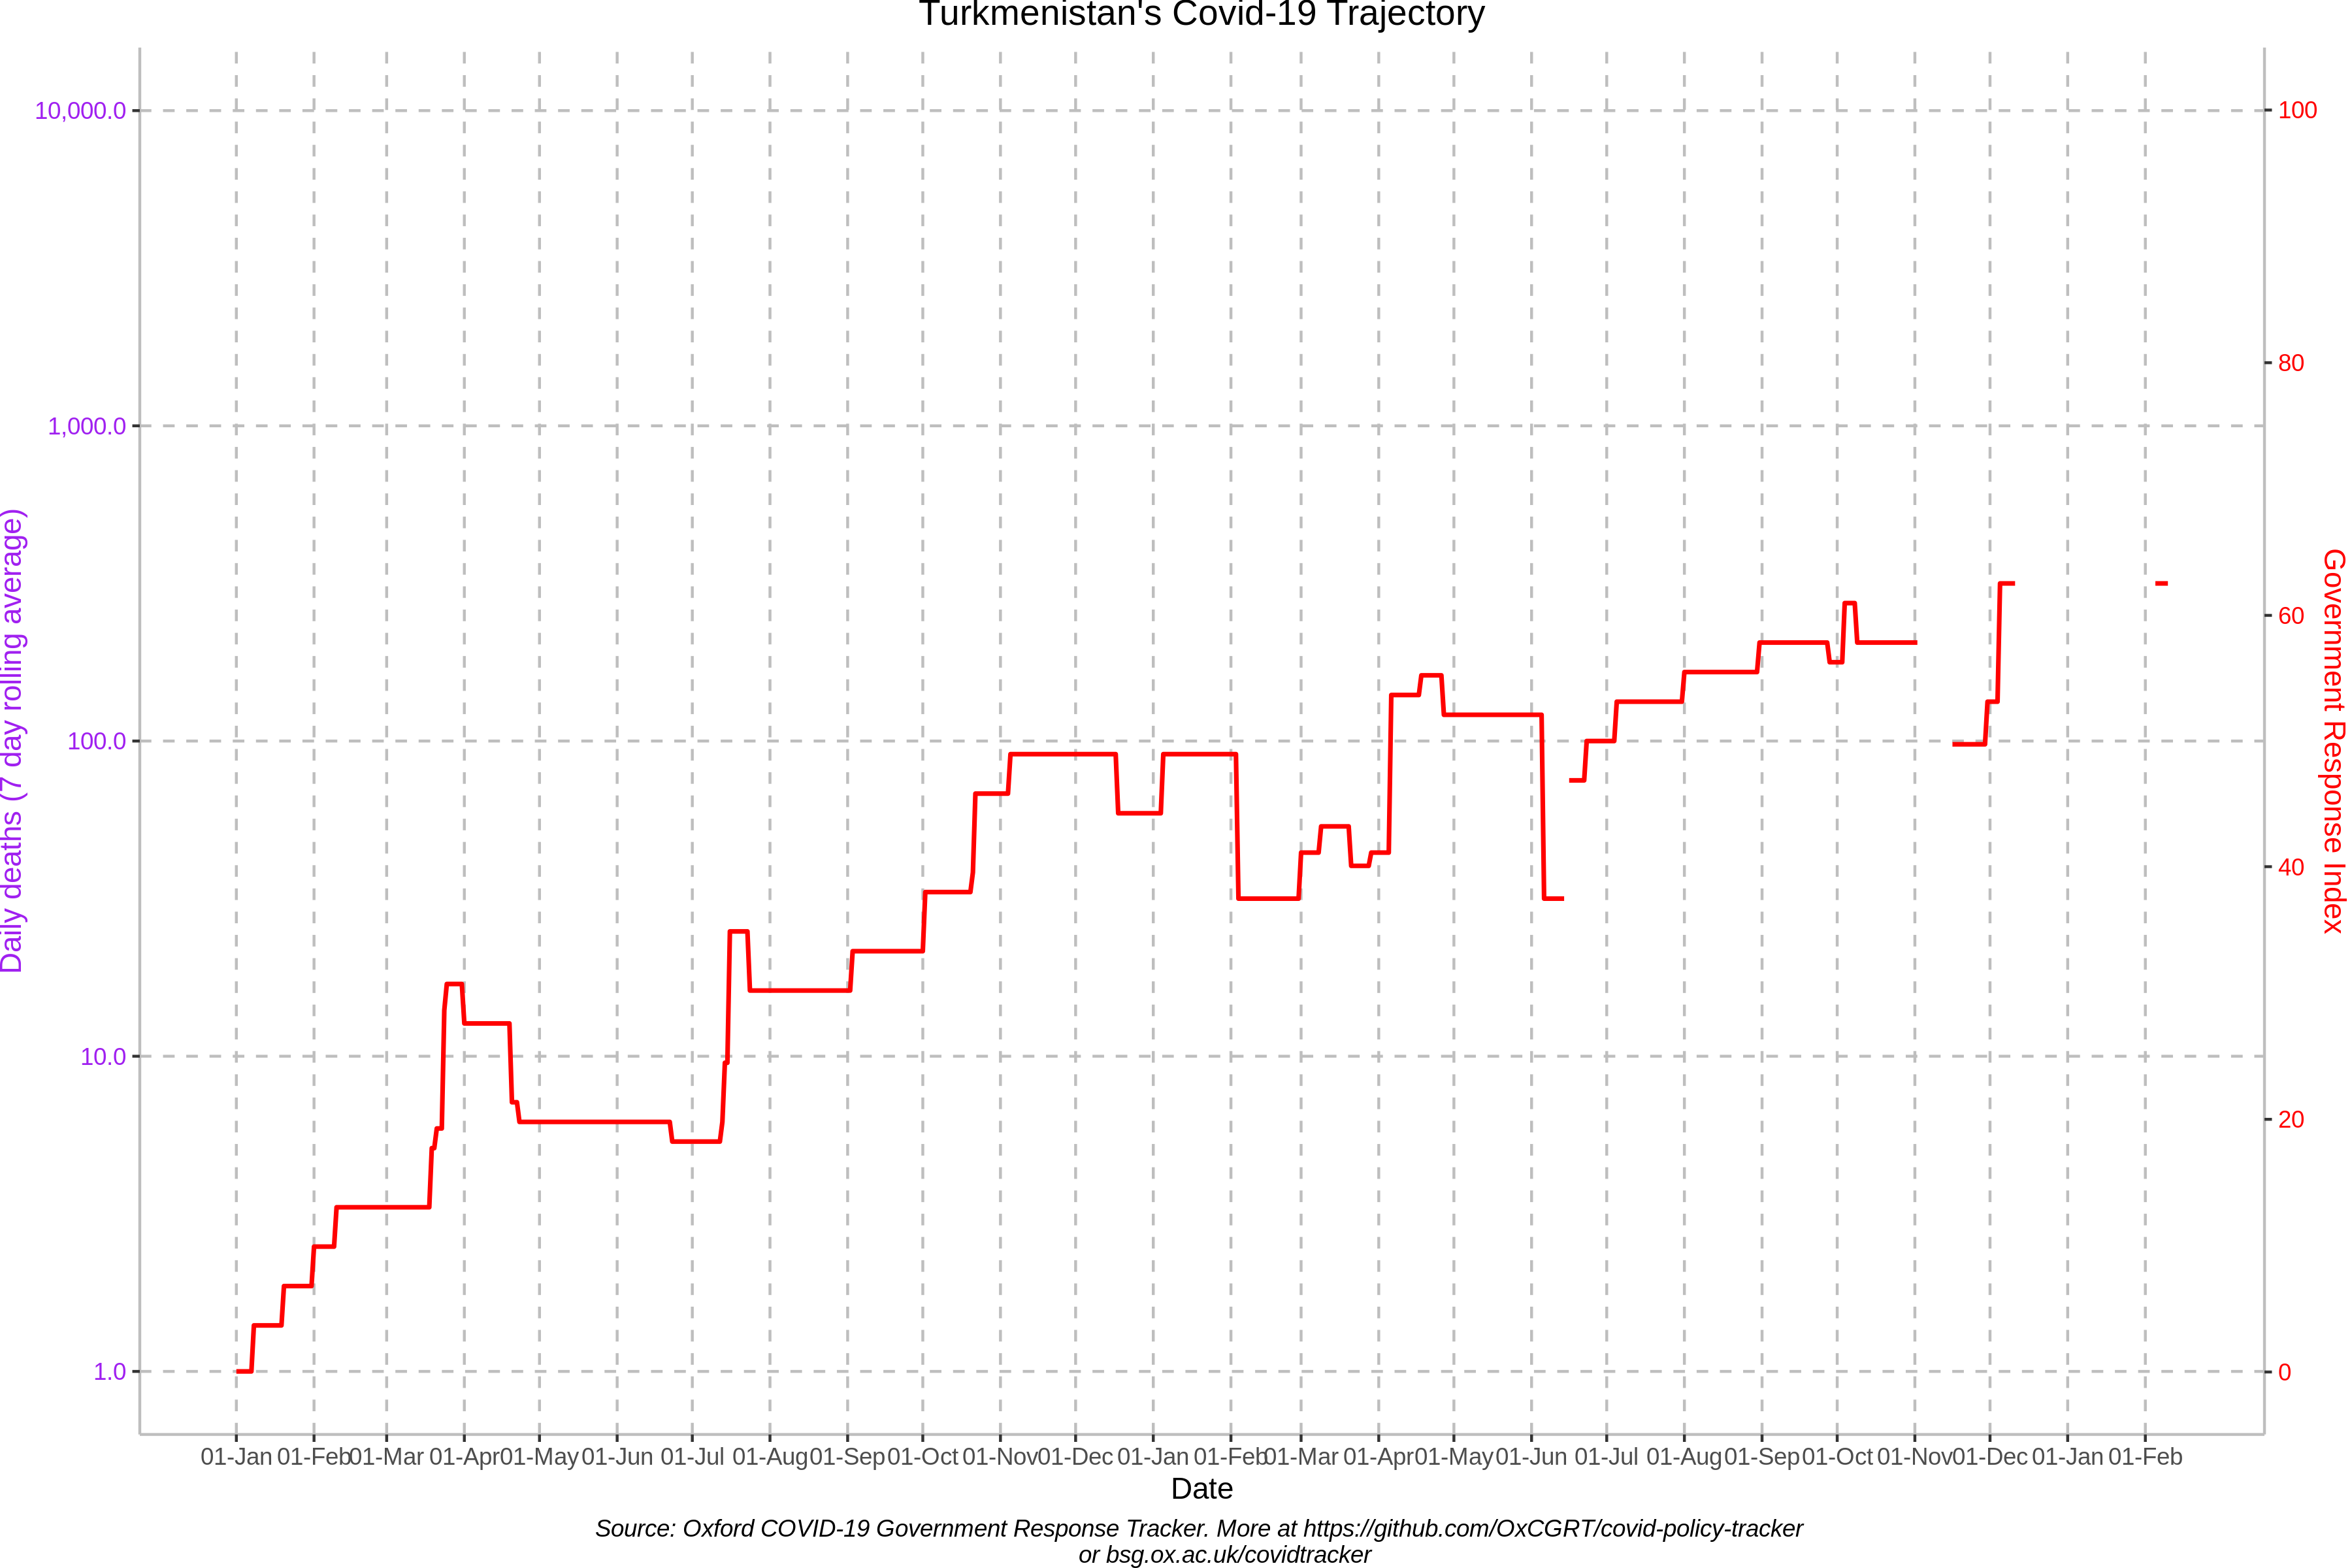 Turkmenistan's Covid-19 Trajectory
10,000.0
1,000.0
100.0
10.0
1.0
Daily deaths (7 day rolling average)
100
80
60
40
20
0
Government Response Index
01-Jan 01-Feb 01-Mar 01-Apr 01-May 01-Jun 01-Jul 01-Aug 01-Sep 01-Oct 01-Nov 01-Dec 01-Jan 01-Feb 01-Mar 01-Apr 01-May 01-Jun 01-Jul 01-Aug 01-Sep 01-Oct 01-Nov 01-Dec 01-Jan 01-Feb
Date
Source: Oxford COVID-19 Government Response Tracker. More at https://github.com/OxCGRT/covid-policy-tracker
or bsg.ox.ac.uk/covidtracker